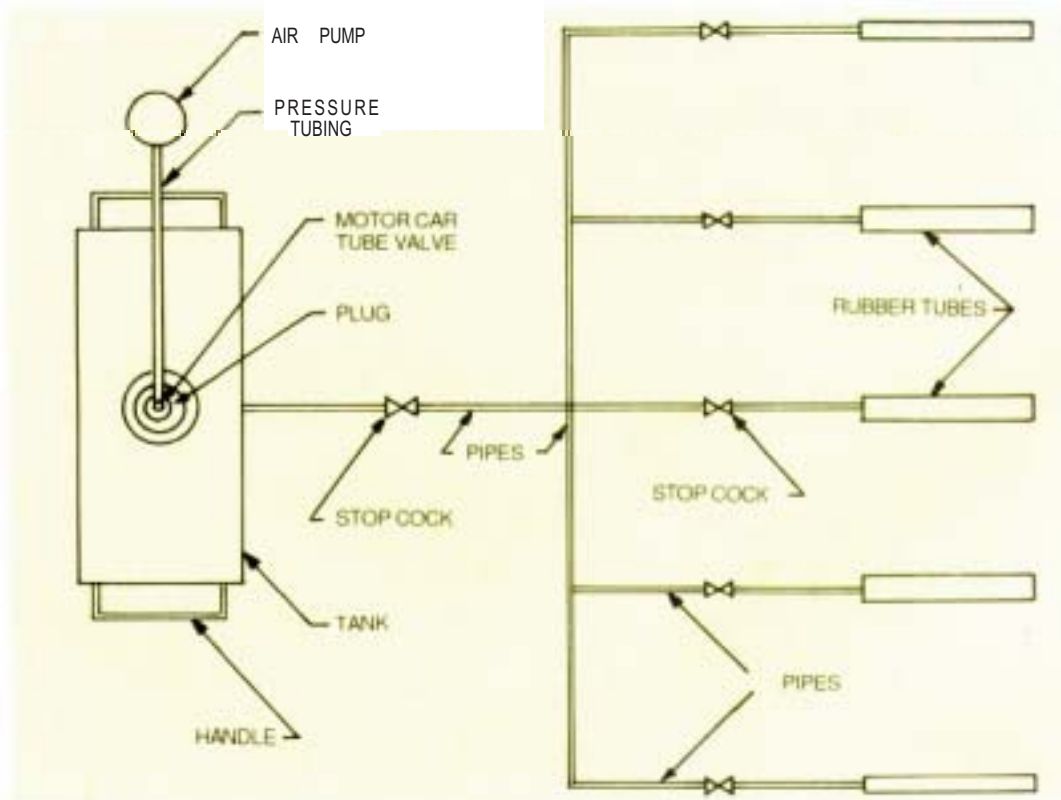 AIR PUMP
PRESSURE
TUBING
MOTOR CAR
TUBE VALVE
PLUG
RUBBER TUBES
PIPES
STOP COCK
STOP COCK
TANK
PIPES
HANDLE